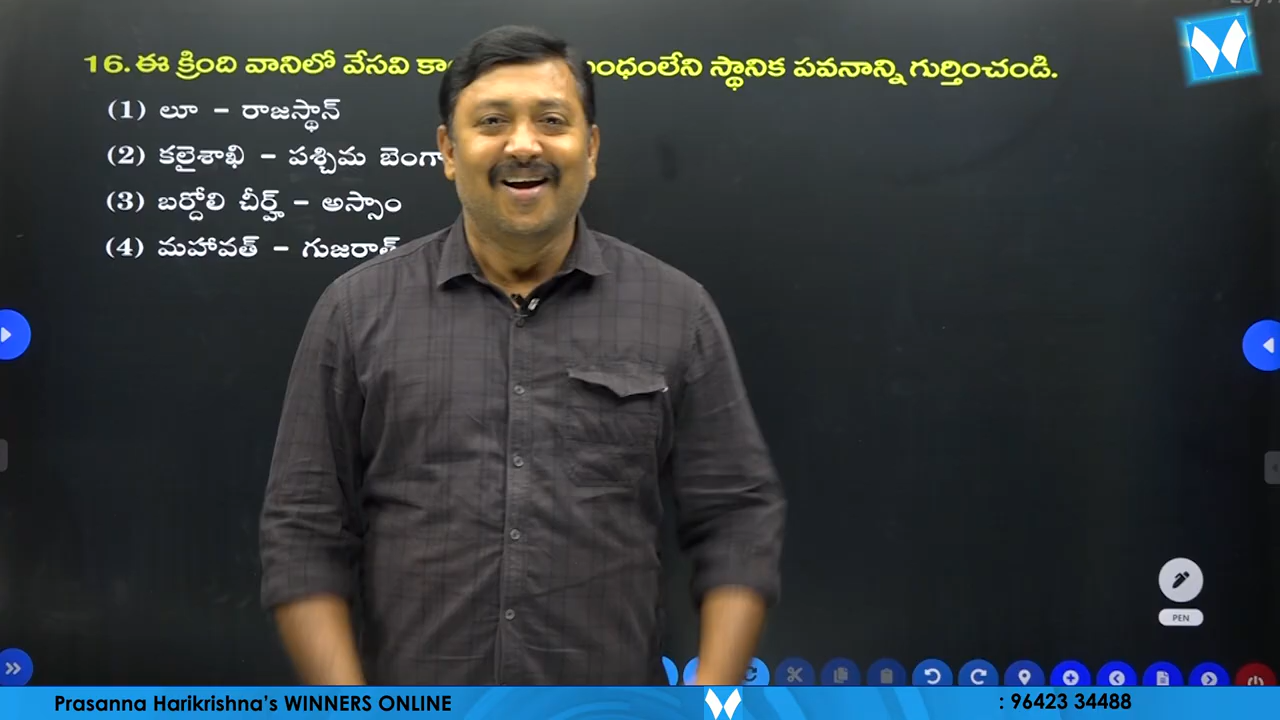 16. ఈ క్రింది వానిలో వేసవి స్థానిక పవనాన్ని గుర్తించండి.
(1) లూ – రాజస్థాన్
(2) కలైశాఖి – పశ్చిమ
(3) బర్డోలి చీర్హ్ – అస్సాం
(4) మహావత్ – గుజరాత్
PEN
Prasanna Harikrishna's WINNERS ONLINE
: 96423 34488